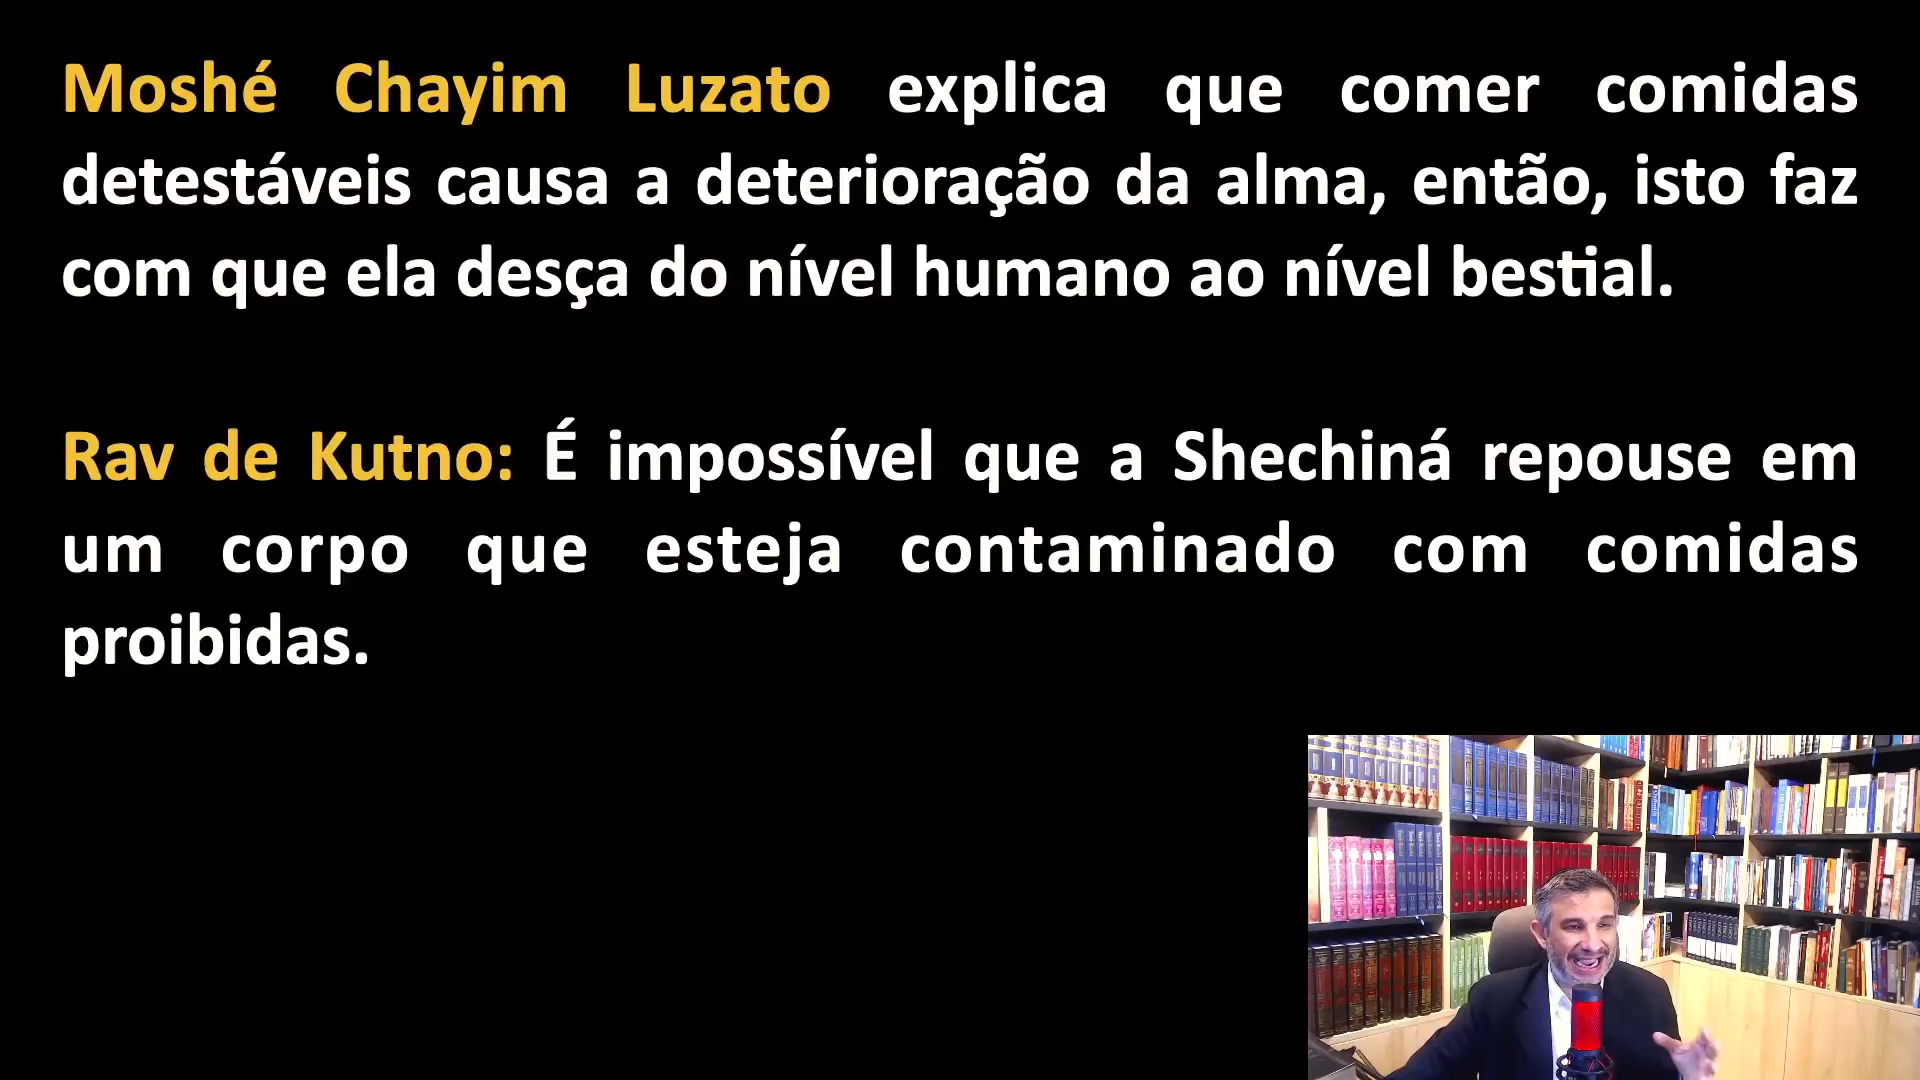 Moshé Chayim Luzato explica que comer comidas
detestáveis causa a deterioração da alma, então, isto faz
com que ela desça do nível humano ao nível bestial.
Rav de Kutno: É impossível que a Shechiná repouse em
um corpo que esteja contaminado com comidas
proibidas.